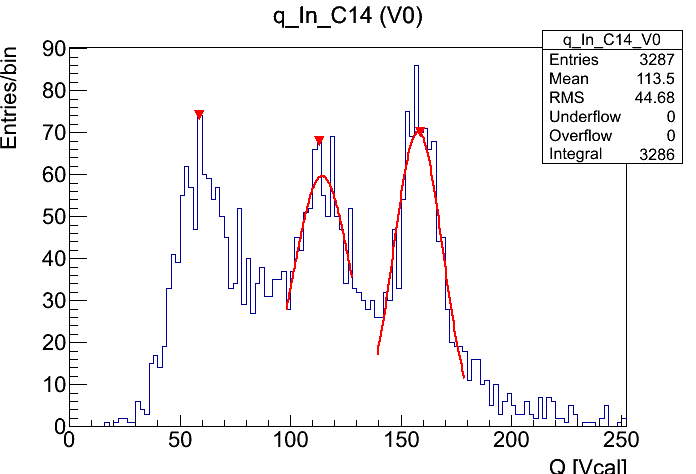 q_In_C14 (V0)
q_In_C14_V0
Entries 3287
Mean 113.5
RMS 44.68
Underflow 0
Overflow 0
Integral 3286
Entries/bin
90
80
70
60
50
40
30
20
10
0
0 50 100 150 200 250
Q [Vcal]